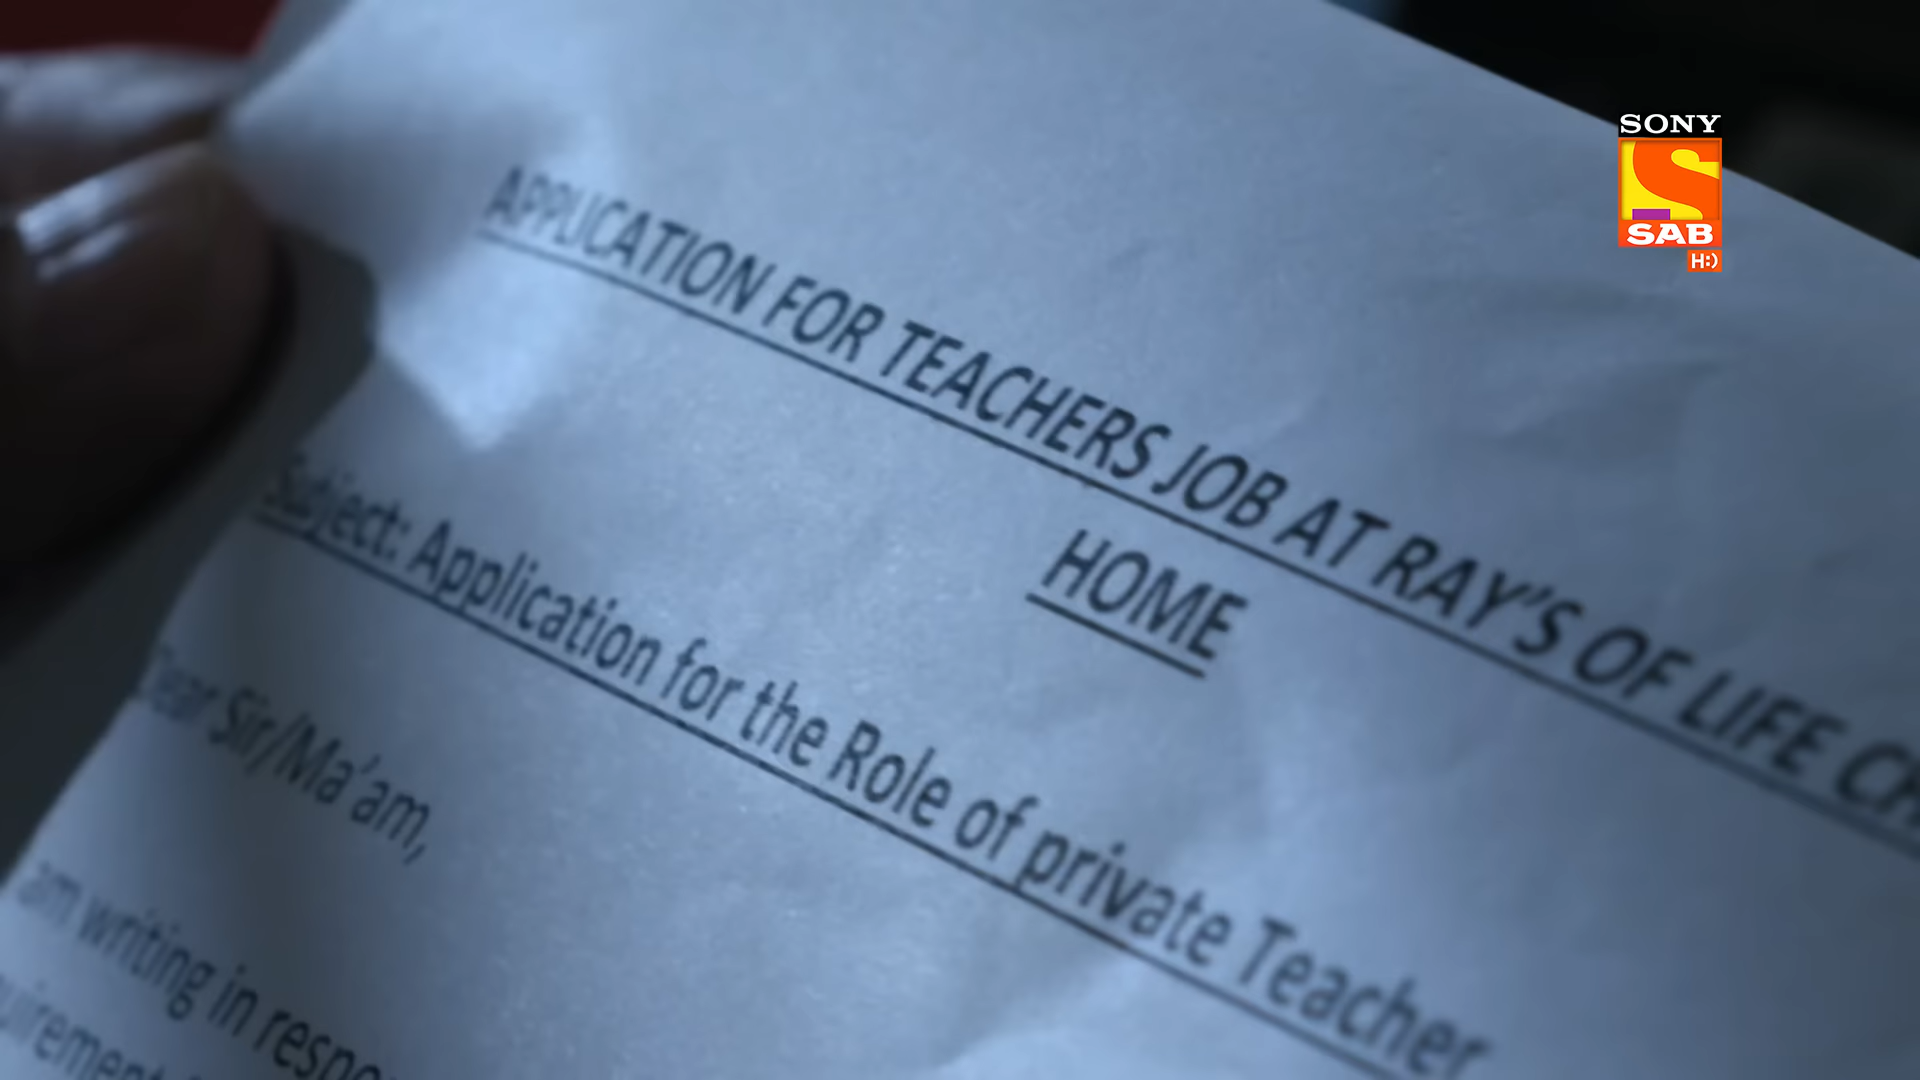 SONY
SAB
H:)
APPLICATION FOR TEACHERS JOB AT RAY'S OF LIFE
HOME
Subject: Application for the Role of private Teacher
Dear Sir/Ma'am,
am writing in